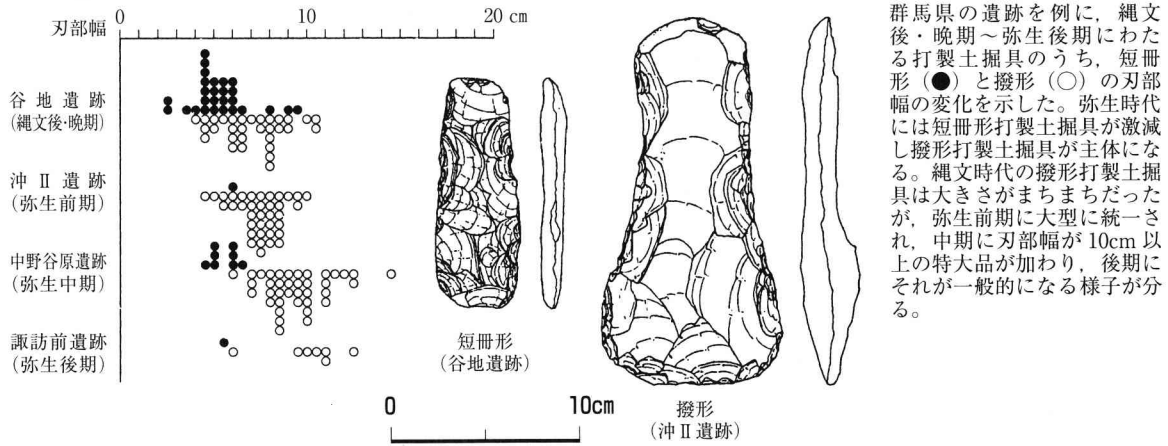 0 10 20 cm
刃部幅
谷地遺跡
(縄文後・晩期)
沖Ⅱ遺跡
(弥生前期)
中野谷原遺跡
(弥生中期)
諏訪前遺跡
(弥生後期)
短冊形
(谷地遺跡)
0 10cm
撥形
(沖Ⅱ遺跡)
群馬県の遺跡を例に，縄文
後・晩期～弥生後期にわた
る打製土掘具のうち，短冊
形（●）と撥形（○）の刃部
幅の変化を示した。弥生時代
には短冊形打製土掘具が激減
し撥形打製土掘具が主体にな
る。縄文時代の撥形打製土掘
具は大きさがまちまちだった
が，弥生前期に大型に統一さ
れ，中期に刃部幅が10cm以
上の特大品が加わり，後期に
それが一般的になる様子が分
る。